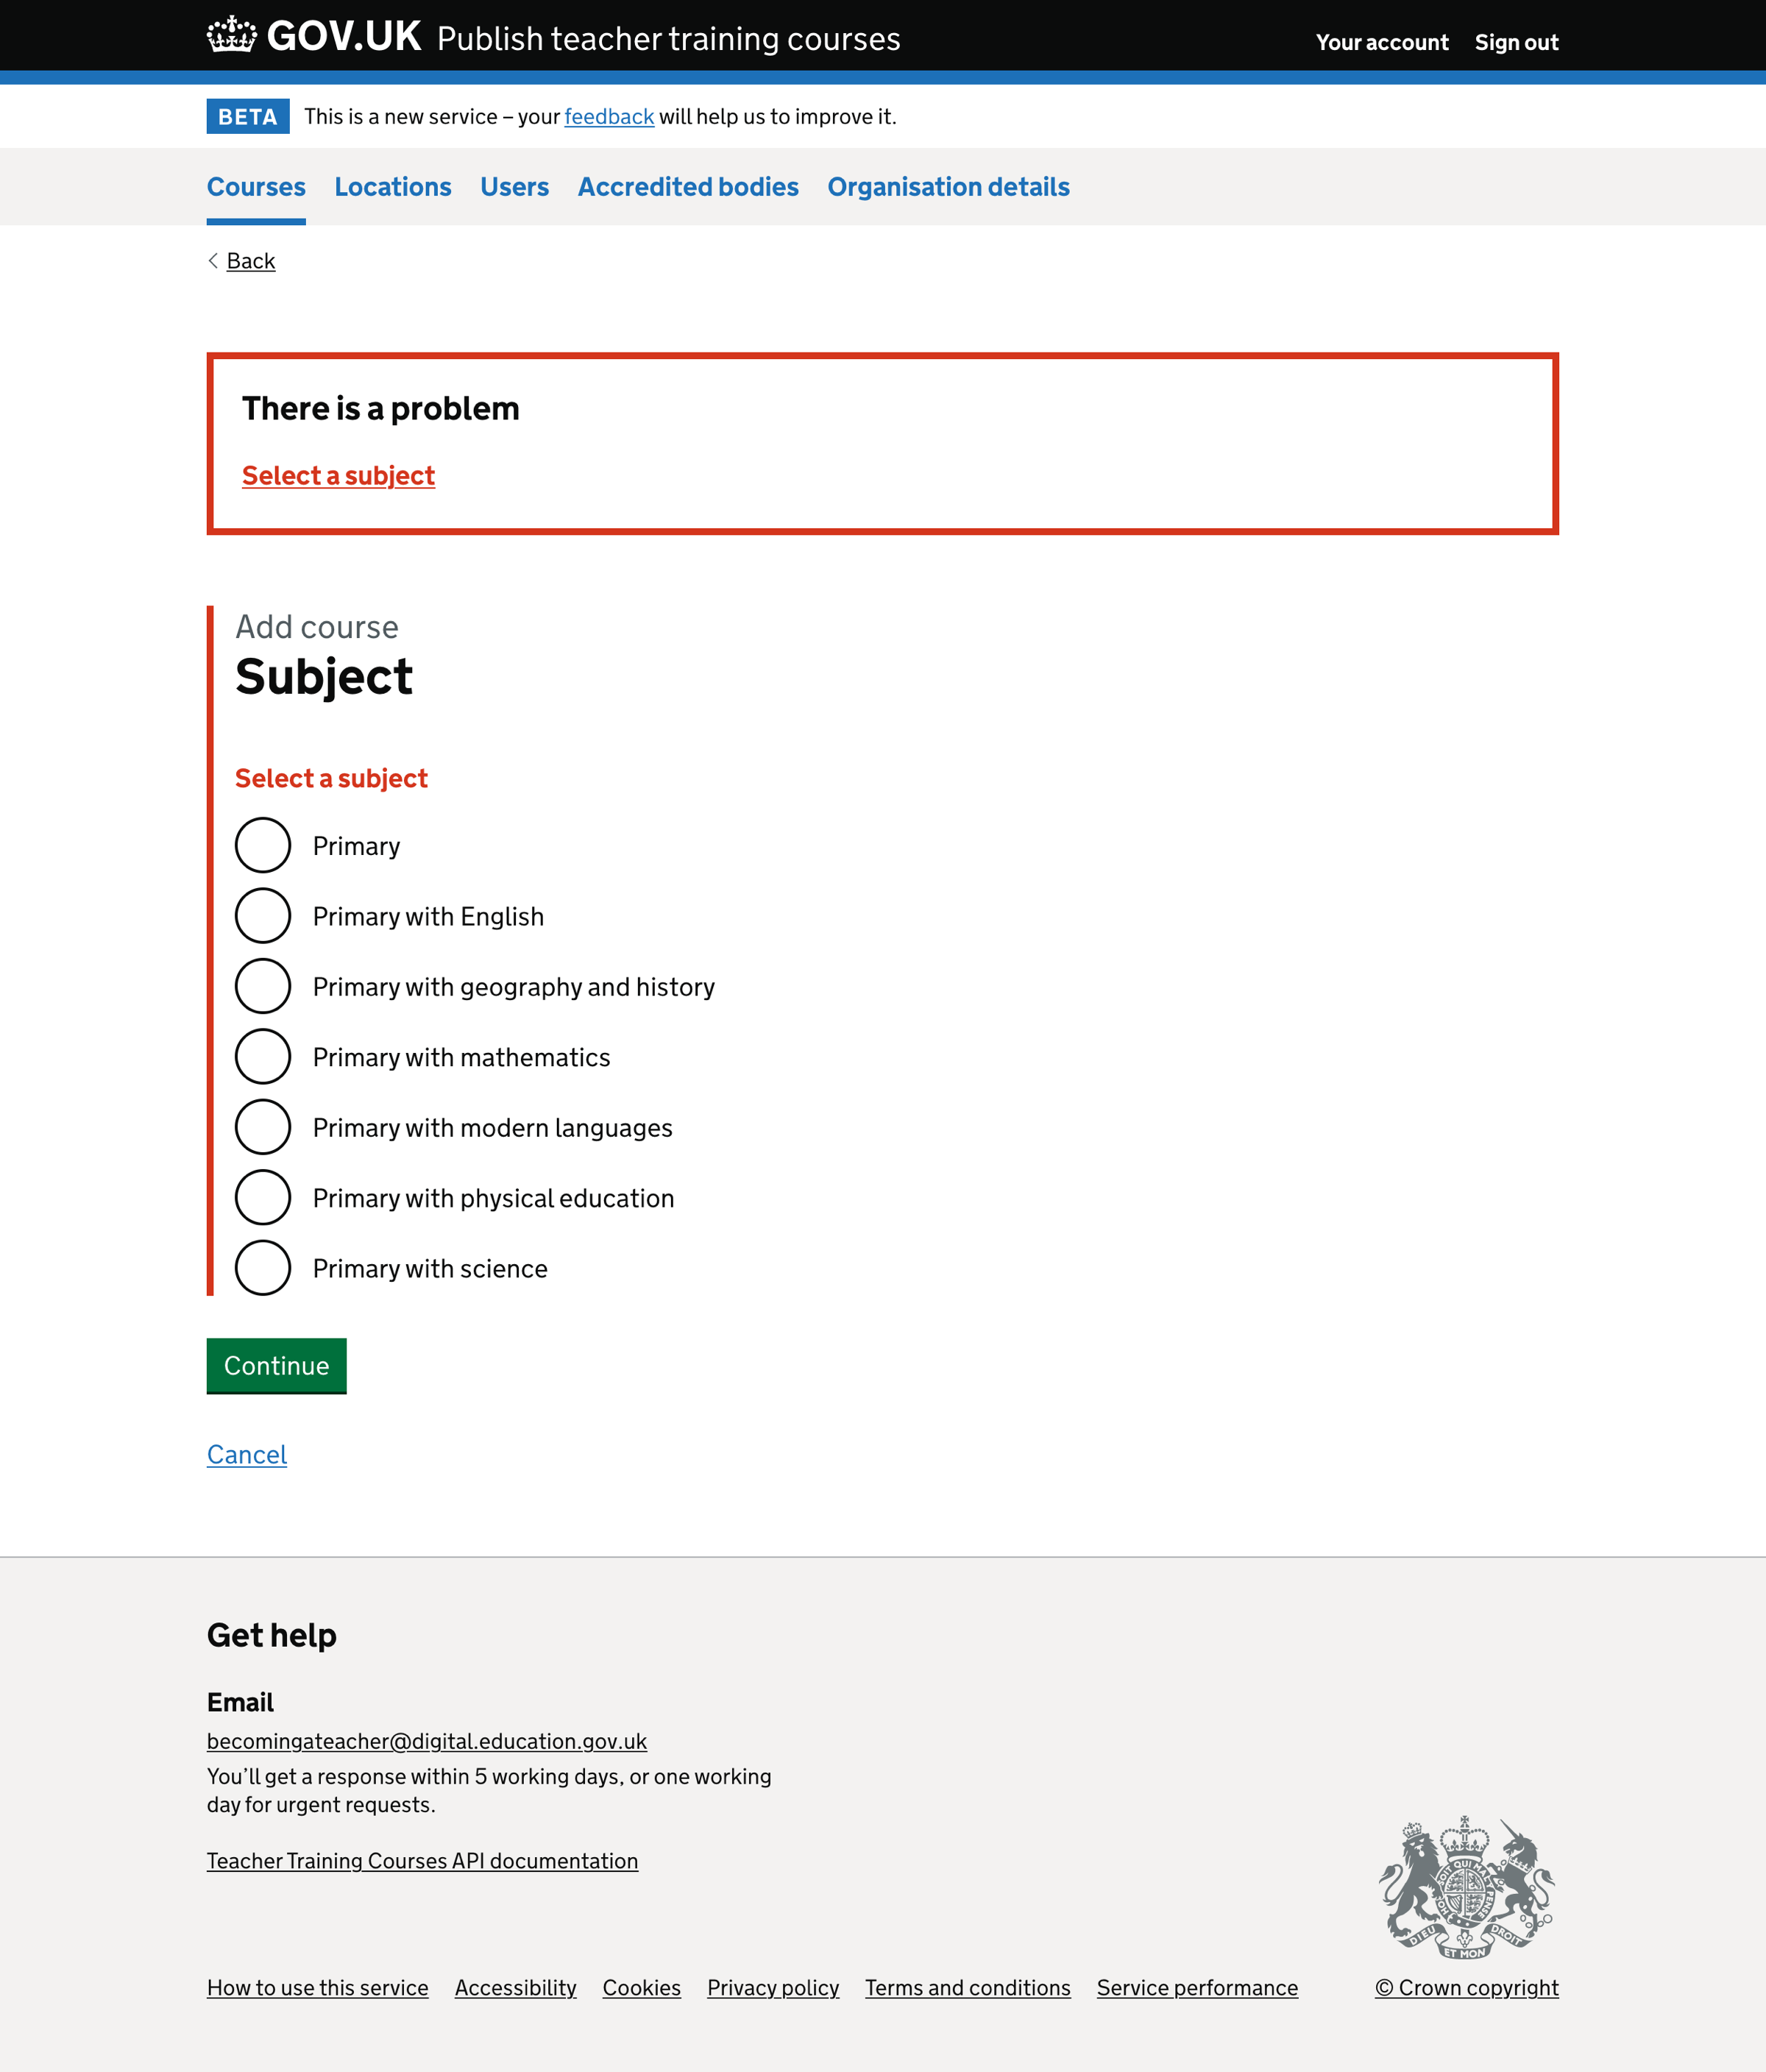 GOV.UK Publish teacher training courses
Your account Sign out
BETA This is a new service – your feedback will help us to improve it.
Courses Locations Users Accredited bodies Organisation details
Back
There is a problem
Select a subject
Add course
Subject
Select a subject
Primary
Primary with English
Primary with geography and history
Primary with mathematics
Primary with modern languages
Primary with physical education
Primary with science
Continue
Cancel
Get help
Email
becomingateacher@digital.education.gov.uk
You’ll get a response within 5 working days, or one working
day for urgent requests.
Teacher Training Courses API documentation
DIEU ET MON DROIT
How to use this service Accessibility Cookies Privacy policy Terms and conditions Service performance © Crown copyright